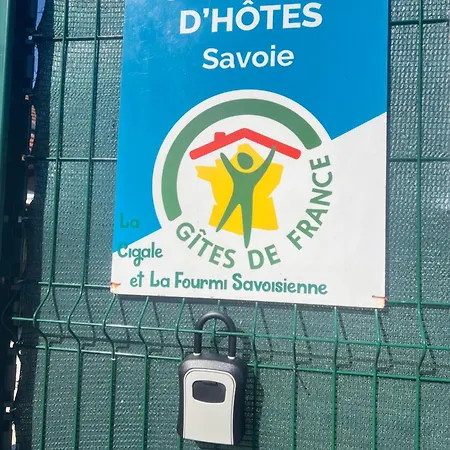 D'HÔTES
Savoie
GÎTES DE FRANCE
La
Cigale
et La Fourmi Savoisienne